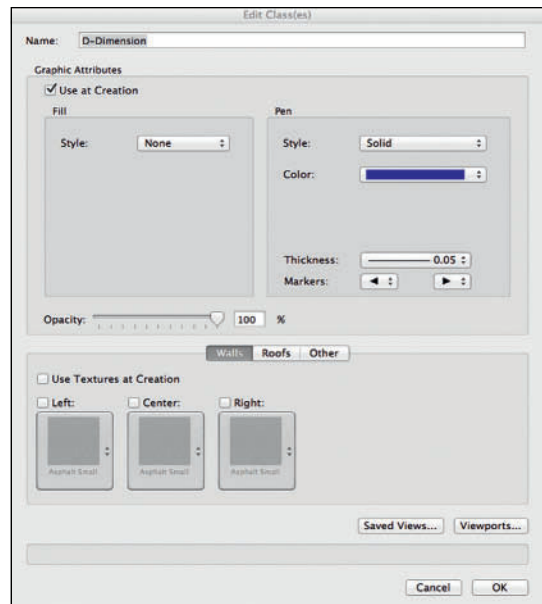 Edit Class(es)
Name: D-Dimension
Graphic Attributes
Use at Creation
Fill
Style: None
Pen
Style: Solid
Color:
Thickness: 0.05
Markers:
Opacity: 100 %
Walls Roofs Other
Use Textures at Creation
Left: Center: Right:
Asphalt Small Asphalt Small Asphalt Small
Saved Views... Viewports...
Cancel OK